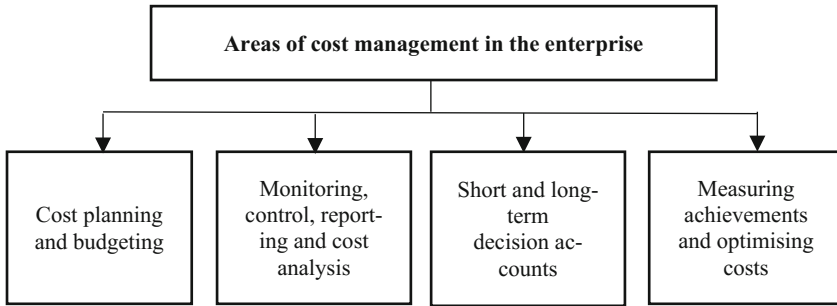 Areas of cost management in the enterprise
Cost planning
and budgeting
Monitoring,
control, report-
ing and cost
analysis
Short and long-
term
decision ac-
counts
Measuring
achievements
and optimising
costs